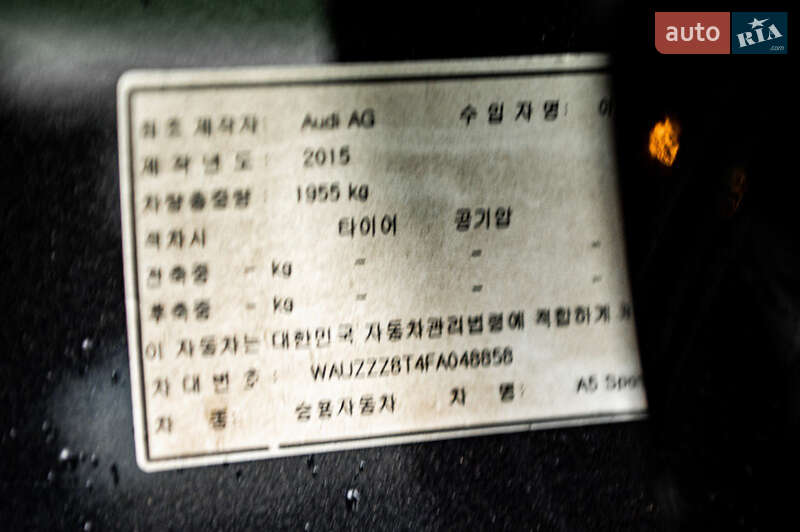 auto RIA .com
최초 제작자 : Audi AG 수입자명 :
제작년도 : 2015
차량총중량 : 1955 kg
적차시 타이어 공기압
전축중 - kg " " "
후축중 - kg " " "
이 자동차는 대한민국 자동차관리법령에 적합하게
차대번호 : WAUZZZ8T4FA048858
차 종 : 승용자동차 차 명 : A5 Spo